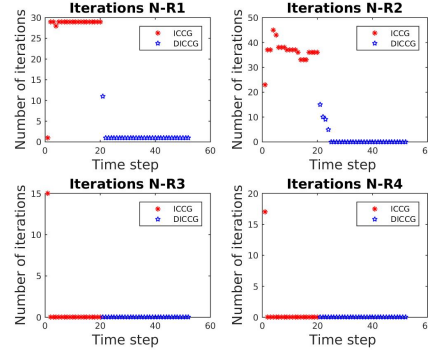 Iterations N-R1
Number of iterations
30
25
20
15
10
5
0
ICCG
DICCG
0 20 40 60
Time step
Iterations N-R2
Number of iterations
50
40
30
20
10
0
ICCG
DICCG
0 20 40 6
Time step
Iterations N-R3
Number of iterations
15
10
5
0
ICCG
DICCG
0 20 40 60
Time step
Iterations N-R4
Number of iterations
20
15
10
5
0
ICCG
DICCG
0 20 40 6
Time step